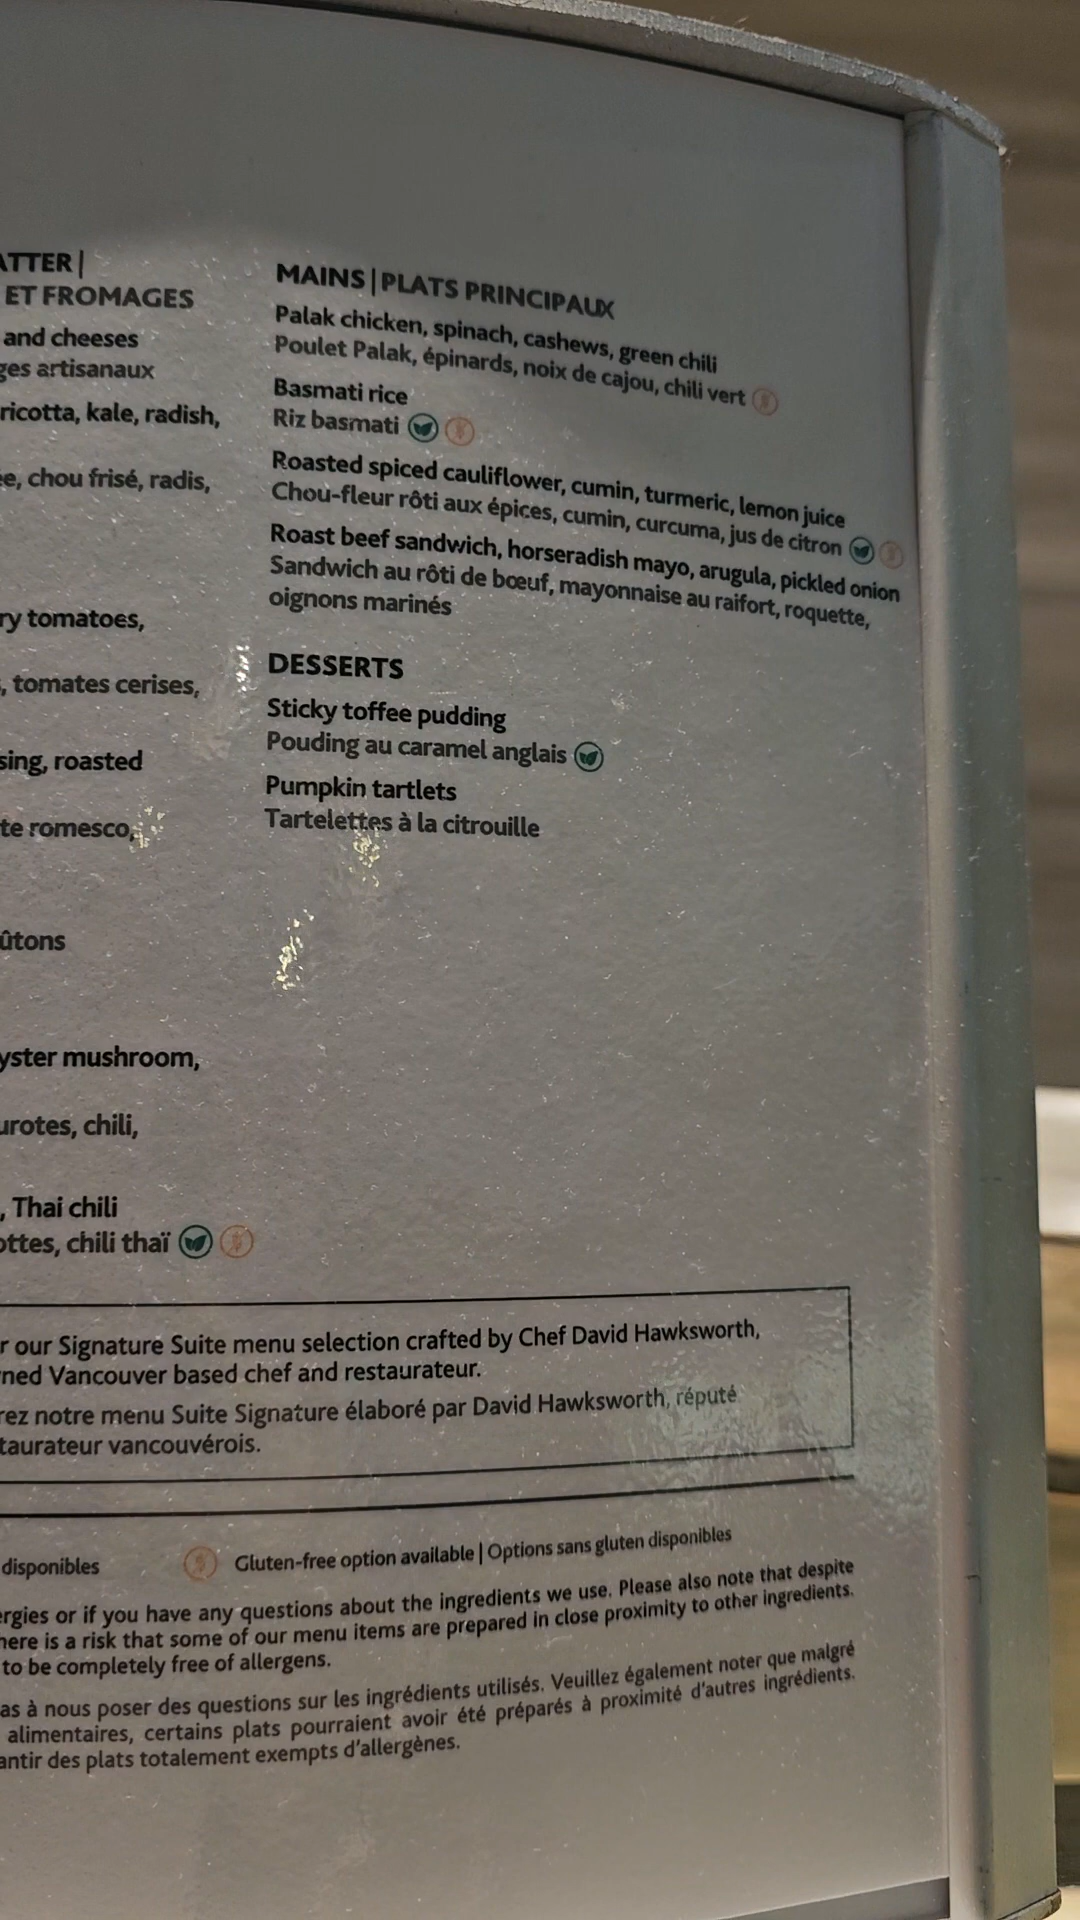 ATTER |
ET FROMAGES
and cheeses
ges artisanaux
ricotta, kale, radish,
e, chou frisé, radis,
ry tomatoes,
, tomates cerises,
sing, roasted
te romesco,
ûtons
yster mushroom,
urotes, chili,
, Thai chili
ottes, chili thaï
MAINS | PLATS PRINCIPAUX
Palak chicken, spinach, cashews, green chili
Poulet Palak, épinards, noix de cajou, chili vert
Basmati rice
Riz basmati
Roasted spiced cauliflower, cumin, turmeric, lemon juice
Chou-fleur rôti aux épices, cumin, curcuma, jus de citron
Roast beef sandwich, horseradish mayo, arugula, pickled onion
Sandwich au rôti de bœuf, mayonnaise au raifort, roquette,
oignons marinés
DESSERTS
Sticky toffee pudding
Pouding au caramel anglais
Pumpkin tartlets
Tartelettes à la citrouille
r our Signature Suite menu selection crafted by Chef David Hawksworth,
ned Vancouver based chef and restaurateur.
rez notre menu Suite Signature élaboré par David Hawksworth, réputé
taurateur vancouvérois.
disponibles
Gluten-free option available | Options sans gluten disponibles
ergies or if you have any questions about the ingredients we use. Please also note that despite
here is a risk that some of our menu items are prepared in close proximity to other ingredients.
to be completely free of allergens.
as à nous poser des questions sur les ingrédients utilisés. Veuillez également noter que malgré
alimentaires, certains plats pourraient avoir été préparés à proximité d'autres ingrédients.
antir des plats totalement exempts d'allergènes.